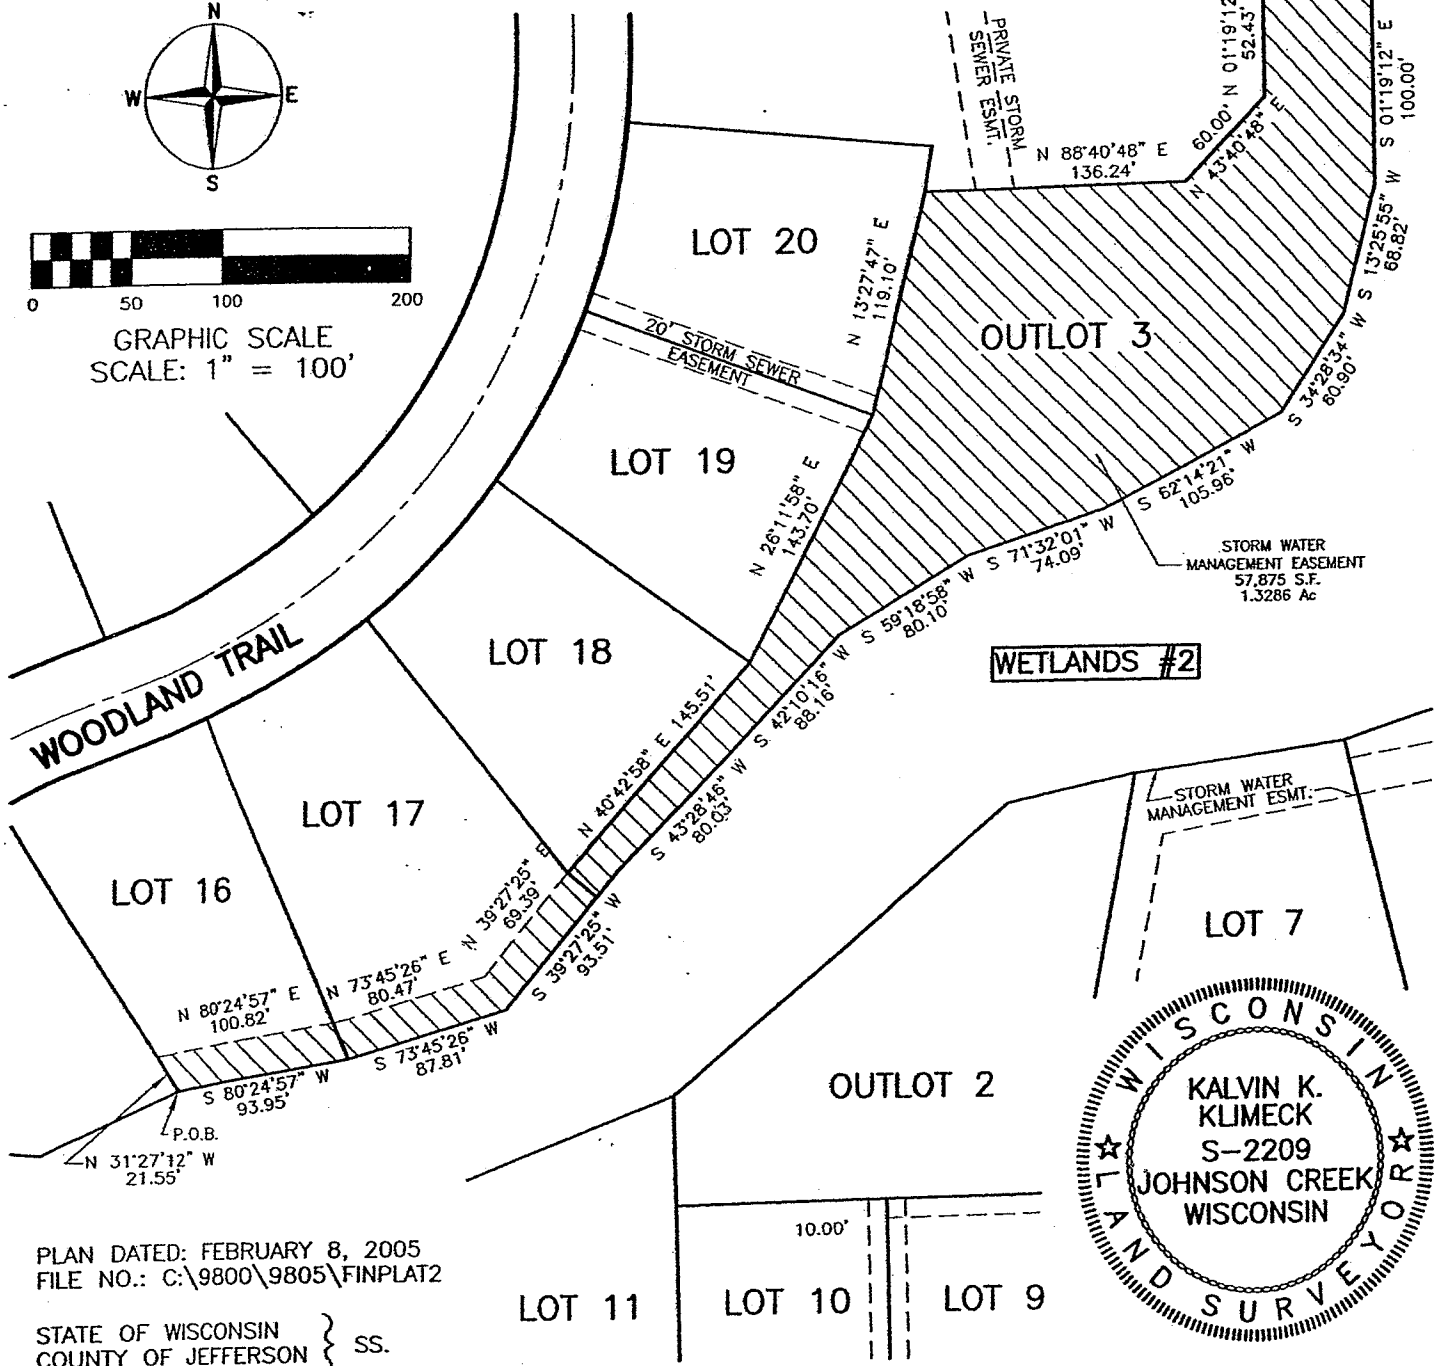 N
W
E
S
0
50
100
200
GRAPHIC SCALE
SCALE: 1" = 100'
PRIVATE STORM
SEWER ESMT.
N 88°40'48" E
136.24'
60.00'
N 43°40'48" E
N 01°19'12
52.43'
S 01°19'12" E
100.00'
S 13°25'55" W
68.82'
S 34°28'34" W
60.90'
S 62°14'21" W
105.96'
S 71°32'01" W
74.09'
S 59°18'58" W
80.10'
S 42°10'16" W
88.16'
S 43°28'46" W
80.03'
S 39°27'25" W
93.51'
S 73°45'26" W
87.81'
S 80°24'57" W
93.95'
LOT 20
N 13°27'47" E
119.10'
OUTLOT 3
20' STORM SEWER
EASEMENT
LOT 19
N 26°11'58" E
143.70'
STORM WATER
MANAGEMENT EASEMENT
57,875 S.F.
1.3286 Ac
WETLANDS #2
LOT 18
N 40°42'58" E 145.51'
WOODLAND TRAIL
LOT 17
N 39°27'25" E
69.39'
LOT 16
N 73°45'26" E
80.47'
N 80°24'57" E
100.82'
P.O.B.
N 31°27'12" W
21.55'
STORM WATER
MANAGEMENT ESMT.
LOT 7
OUTLOT 2
WISCONSIN
KALVIN K.
KLIMECK
S-2209
JOHNSON CREEK
WISCONSIN
LAND SURVEYOR
10.00'
LOT 11
LOT 10
LOT 9
PLAN DATED: FEBRUARY 8, 2005
FILE NO.: C:\9800\9805\FINPLAT2
STATE OF WISCONSIN
COUNTY OF JEFFERSON
SS.